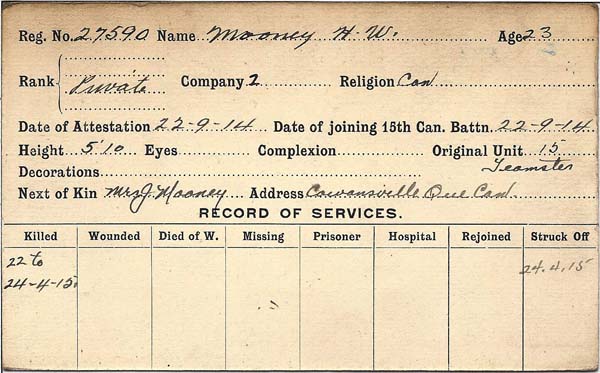 Reg. No. 27590 Name Mooney H. W. Age 23
Rank Private Company 2 Religion Con
Date of Attestation 22-9-14 Date of joining 15th Can. Battn. 22-9-14
Height 5'10 Eyes Complexion Original Unit 15
Decorations Teamster
Next of Kin Mrs J. Mooney Address Cowansville Que Can
RECORD OF SERVICES.
Killed Wounded Died of W. Missing Prisoner Hospital Rejoined Struck Off
22 to 24.4.15
24-4-15